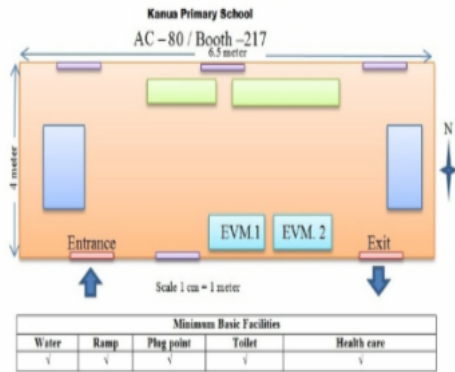 Kanua Primary School
AC – 80 / Booth –217
6.5 meter
4 meter
N
EVM.1 EVM. 2
Entrance Exit
Scale 1 cm = 1 meter
Minimum Basic Facilities
Water Ramp Plug point Toilet Health care
√ √ √ √ √